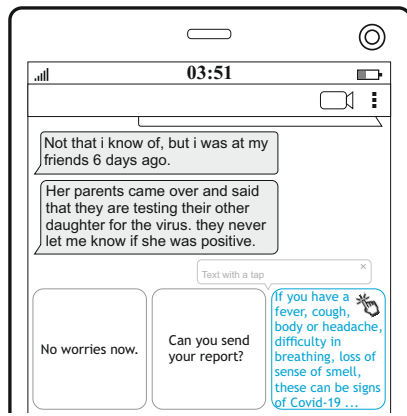 03:51
Not that i know of, but i was at my
friends 6 days ago.
Her parents came over and said
that they are testing their other
daughter for the virus. they never
let me know if she was positive.
Text with a tap
No worries now.
Can you send
your report?
If you have a
fever, cough,
body or headache,
difficulty in
breathing, loss of
sense of smell,
these can be signs
of Covid-19 ...